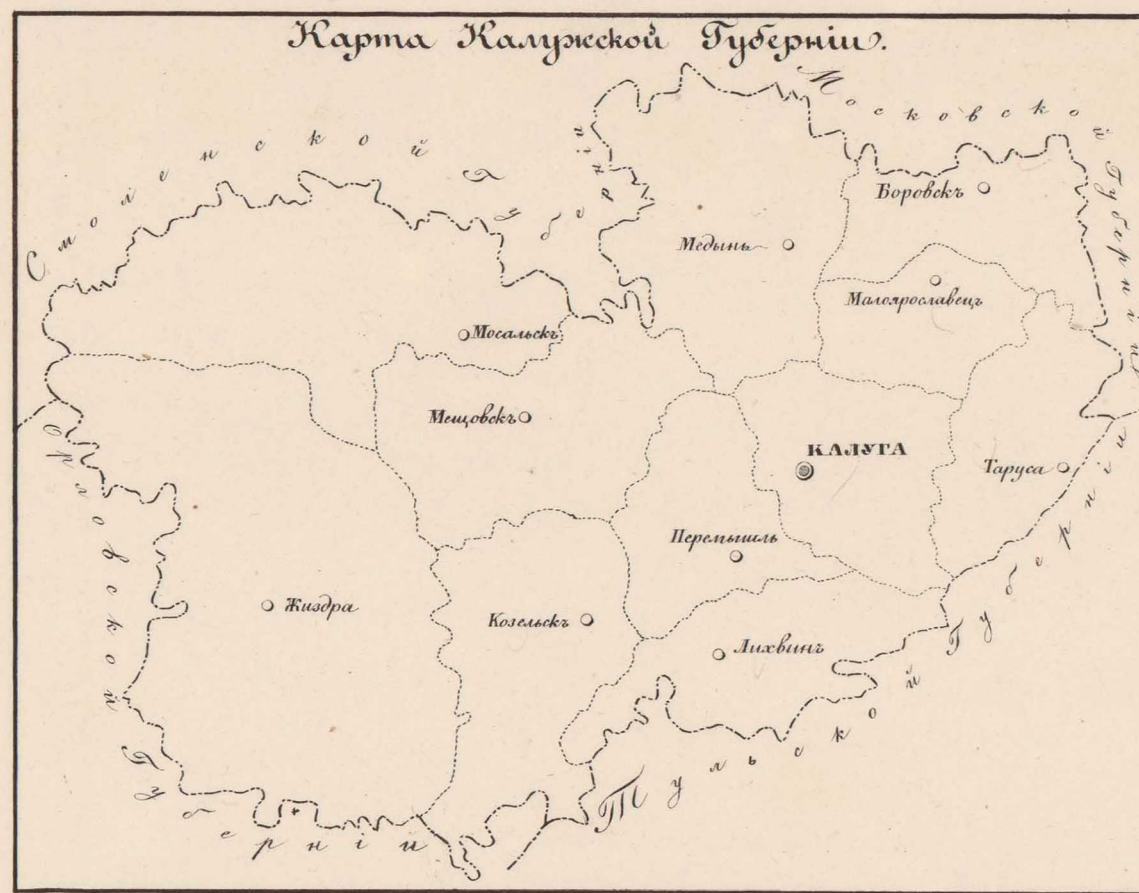 Карта Калужской Губерніи.
Смоленской Губерніи
Московской Губерніи
Боровскъ
Медынь
Малоярославецъ
Мосальскъ
Мещовскъ
КАЛУГА
Таруса
Перемышль
Жиздра
Козельскъ
Лихвинъ
Орловской Губерніи
Тульской Губерніи